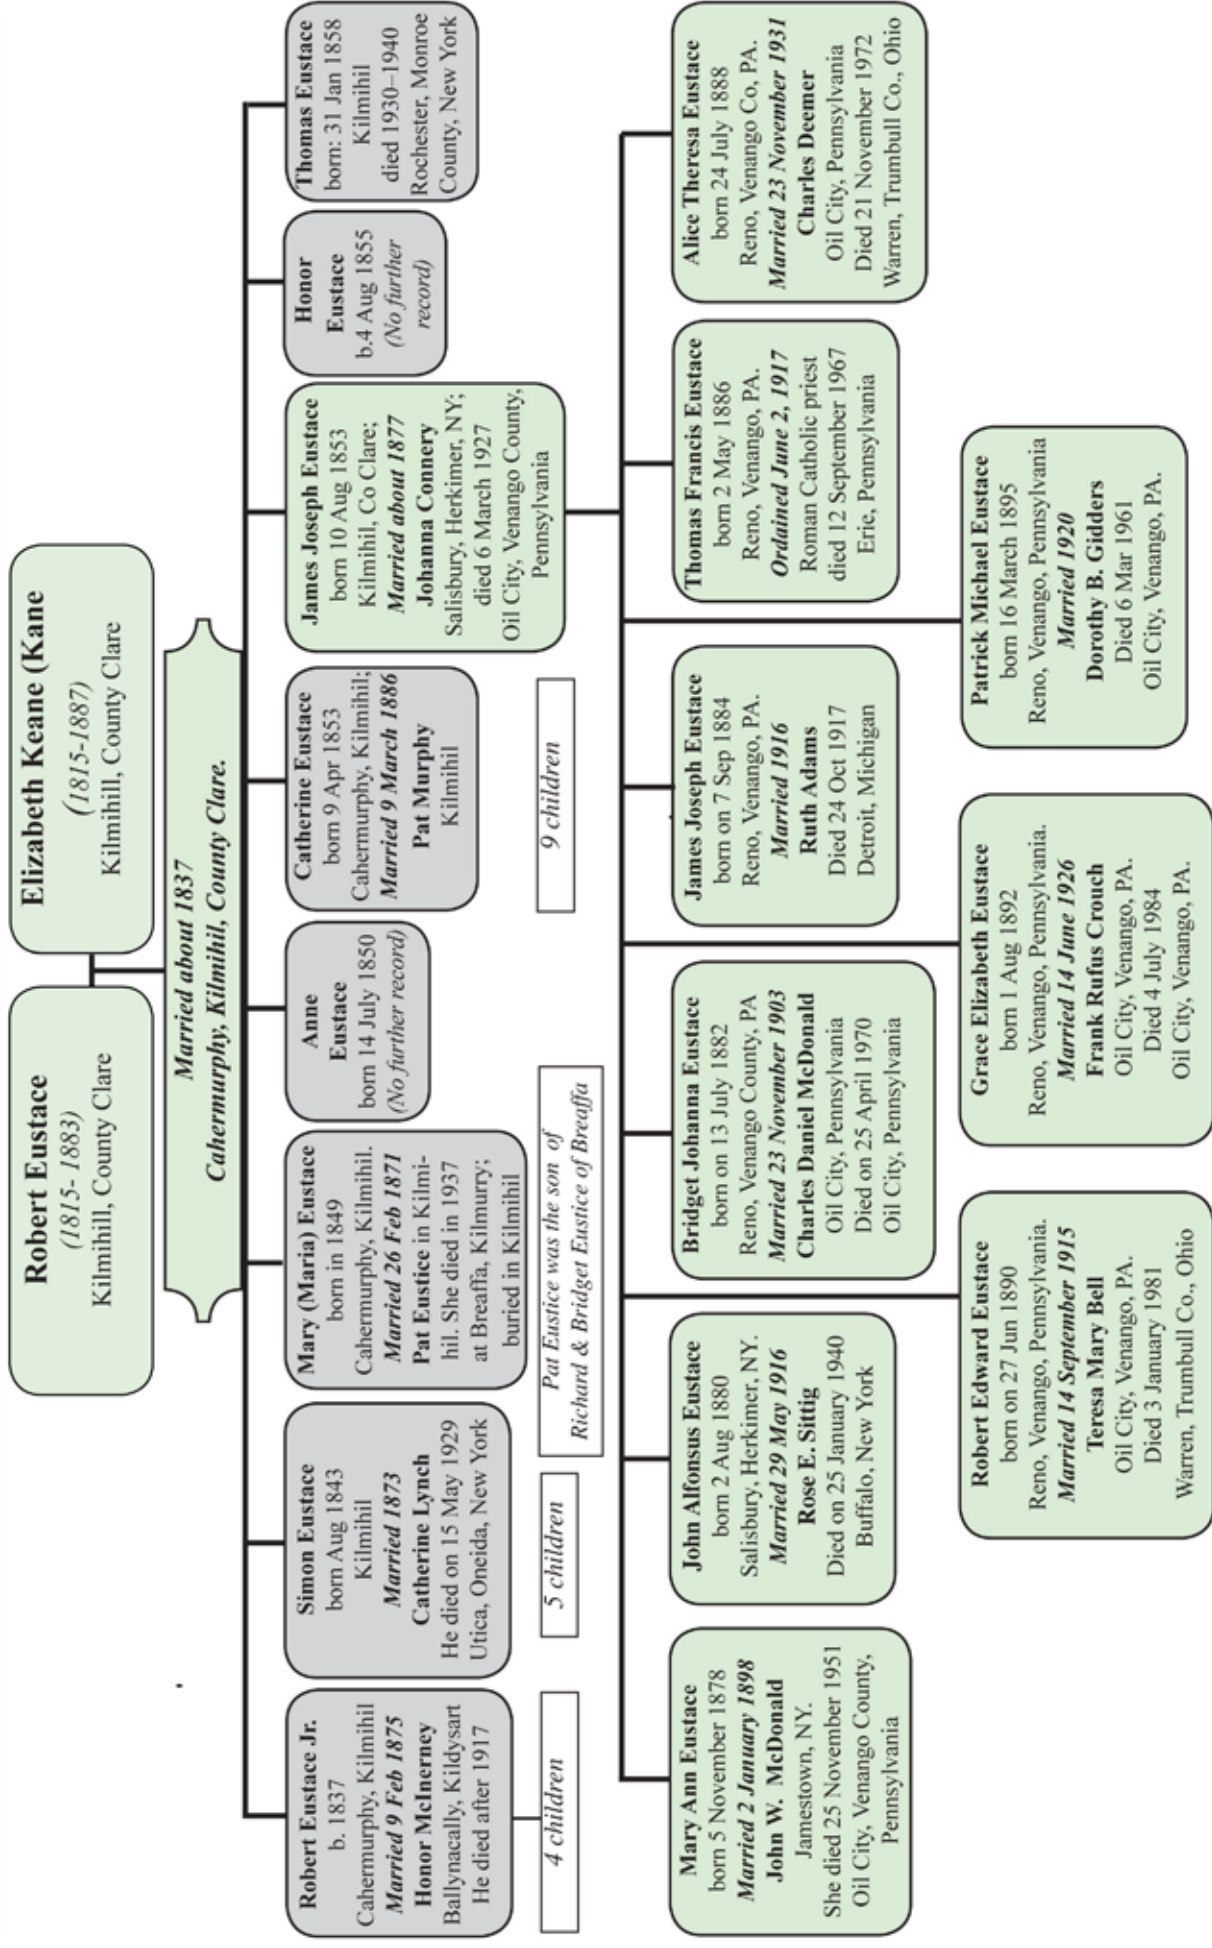 Robert Eustace
(1815- 1883)
Kilmihill, County Clare
Elizabeth Keane (Kane
(1815-1887)
Kilmihill, County Clare
Married about 1837
Cahermurphy, Kilmihil, County Clare.
Robert Eustace Jr.
b. 1837
Cahermurphy, Kilmihil
Married 9 Feb 1875
Honor McInerney
Ballynacally, Kildysart
He died after 1917
4 children
Simon Eustace
born Aug 1843
Kilmihil
Married 1873
Catherine Lynch
He died on 15 May 1929
Utica, Oneida, New York
5 children
Mary (Maria) Eustace
born in 1849
Cahermurphy, Kilmihil.
Married 26 Feb 1871
Pat Eustice in Kilmi-
hil. She died in 1937
at Breaffa, Kilmurry;
buried in Kilmihil
Pat Eustice was the son of
Richard & Bridget Eustice of Breaffa
Anne
Eustace
born 14 July 1850
(No further record)
Catherine Eustace
born 9 Apr 1853
Cahermurphy, Kilmihil;
Married 9 March 1886
Pat Murphy
Kilmihil
9 children
James Joseph Eustace
born 10 Aug 1853
Kilmihil, Co Clare;
Married about 1877
Johanna Connery
Salisbury, Herkimer, NY;
died 6 March 1927
Oil City, Venango County,
Pennsylvania
Honor
Eustace
b.4 Aug 1855
(No further
record)
Thomas Eustace
born: 31 Jan 1858
Kilmihil
died 1930–1940
Rochester, Monroe
County, New York
Mary Ann Eustace
born 5 November 1878
Married 2 January 1898
John W. McDonald
Jamestown, NY.
She died 25 November 1951
Oil City, Venango County,
Pennsylvania
John Alfonsus Eustace
born 2 Aug 1880
Salisbury, Herkimer, NY.
Married 29 May 1916
Rose E. Sittig
Died on 25 January 1940
Buffalo, New York
Bridget Johanna Eustace
born on 13 July 1882
Reno, Venango County, PA
Married 23 November 1903
Charles Daniel McDonald
Oil City, Pennsylvania
Died on 25 April 1970
Oil City, Pennsylvania
James Joseph Eustace
born on 7 Sep 1884
Reno, Venango, PA.
Married 1916
Ruth Adams
Died 24 Oct 1917
Detroit, Michigan
Thomas Francis Eustace
born 2 May 1886
Reno, Venango, PA.
Ordained June 2, 1917
Roman Catholic priest
died 12 September 1967
Erie, Pennsylvania
Alice Theresa Eustace
born 24 July 1888
Reno, Venango Co, PA.
Married 23 November 1931
Charles Deemer
Oil City, Pennsylvania
Died 21 November 1972
Warren, Trumbull Co., Ohio
Robert Edward Eustace
born on 27 Jun 1890
Reno, Venango, Pennsylvania.
Married 14 September 1915
Teresa Mary Bell
Oil City, Venango, PA.
Died 3 January 1981
Warren, Trumbull Co., Ohio
Grace Elizabeth Eustace
born 1 Aug 1892
Reno, Venango, Pennsylvania.
Married 14 June 1926
Frank Rufus Crouch
Oil City, Venango, PA.
Died 4 July 1984
Oil City, Venango, PA.
Patrick Michael Eustace
born 16 March 1895
Reno, Venango, Pennsylvania
Married 1920
Dorothy B. Gidders
Died 6 Mar 1961
Oil City, Venango, PA.